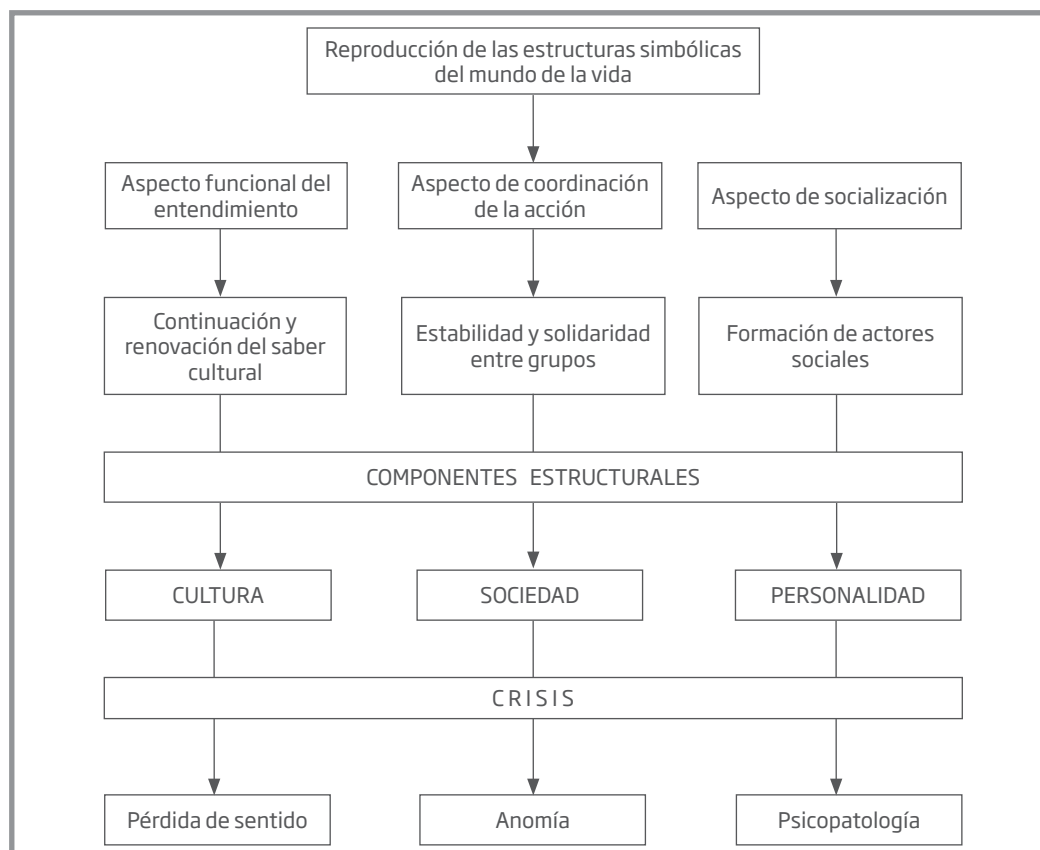 Reproducción de las estructuras simbólicas
del mundo de la vida
Aspecto funcional del
entendimiento
Aspecto de coordinación
de la acción
Aspecto de socialización
Continuación y
renovación del saber
cultural
Estabilidad y solidaridad
entre grupos
Formación de actores
sociales
COMPONENTES ESTRUCTURALES
CULTURA
SOCIEDAD
PERSONALIDAD
CRISIS
Pérdida de sentido
Anomía
Psicopatología